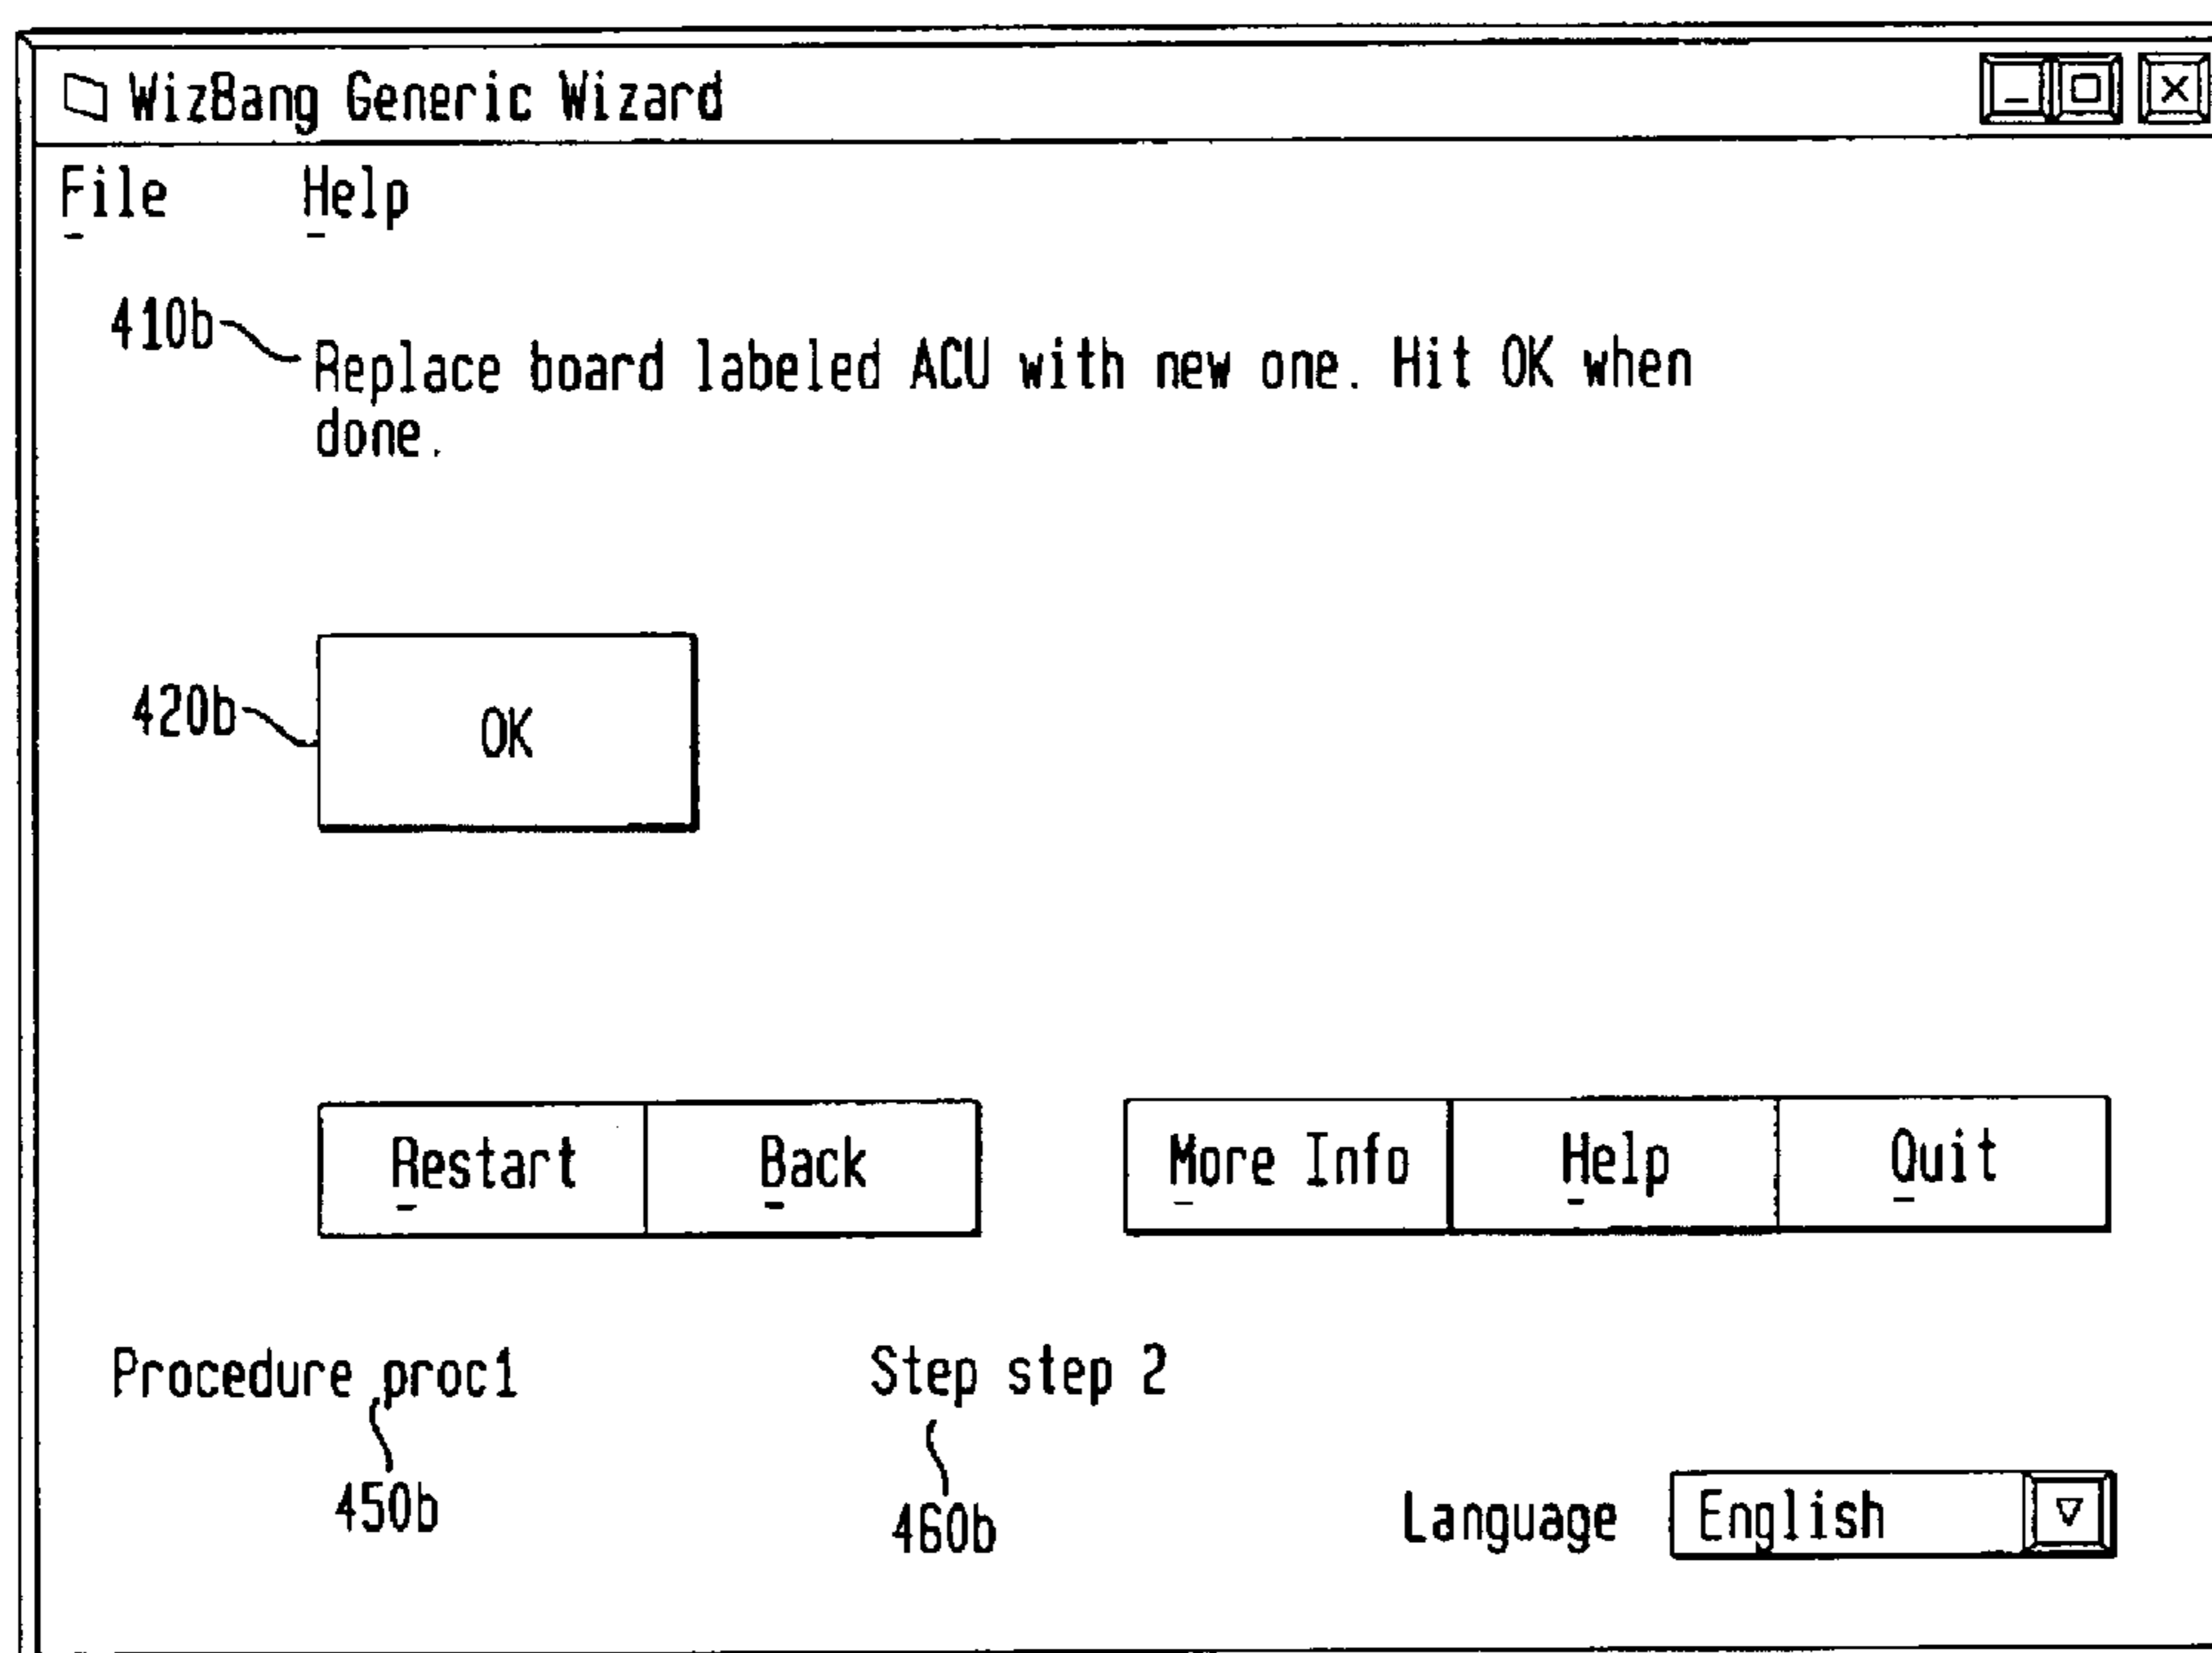 WizBang Generic Wizard
File Help
410b
Replace board labeled ACU with new one. Hit OK when
done.
420b
OK
Restart Back More Info Help Quit
Procedure proc1 Step step 2
450b
460b
Language English